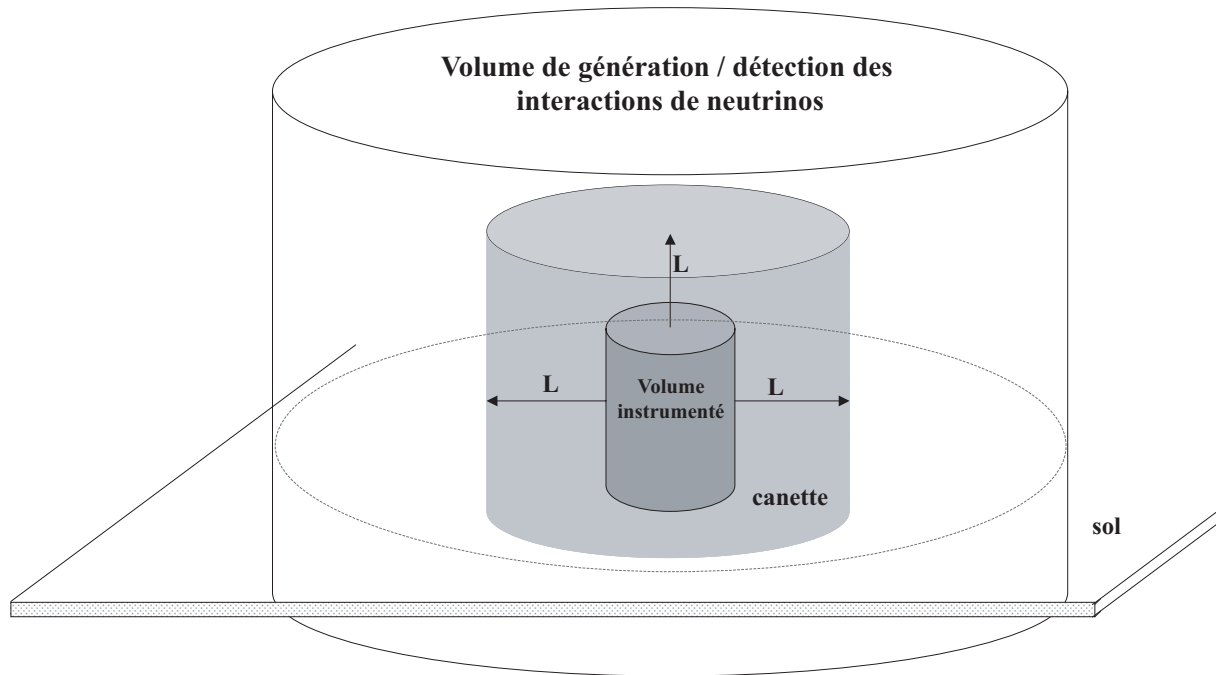 Volume de génération / détection des
interactions de neutrinos
L
L
L
Volume
instrumenté
canette
sol